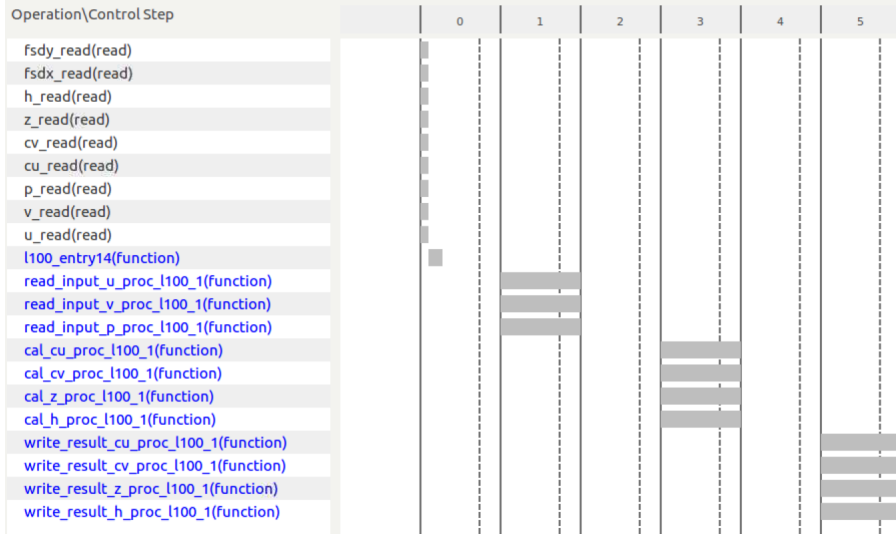 Operation\Control Step 0 1 2 3 4 5
fsdy_read(read)
fsdx_read(read)
h_read(read)
z_read(read)
cv_read(read)
cu_read(read)
p_read(read)
v_read(read)
u_read(read)
l100_entry14(function)
read_input_u_proc_l100_1(function)
read_input_v_proc_l100_1(function)
read_input_p_proc_l100_1(function)
cal_cu_proc_l100_1(function)
cal_cv_proc_l100_1(function)
cal_z_proc_l100_1(function)
cal_h_proc_l100_1(function)
write_result_cu_proc_l100_1(function)
write_result_cv_proc_l100_1(function)
write_result_z_proc_l100_1(function)
write_result_h_proc_l100_1(function)